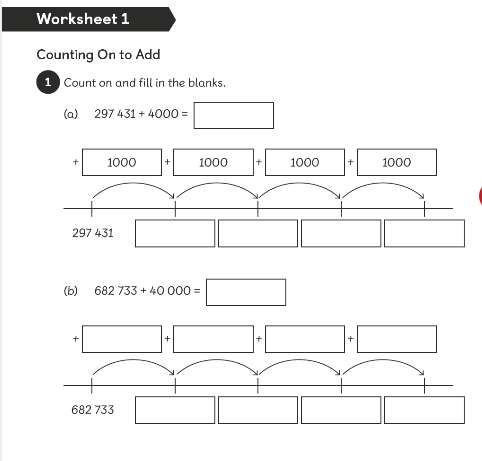 Worksheet 1
Counting On to Add
1 Count on and fill in the blanks.
(a) 297 431 + 4000 =
+ 1000 + 1000 + 1000 + 1000
297 431
(b) 682 733 + 40 000 =
+ + + +
682 733